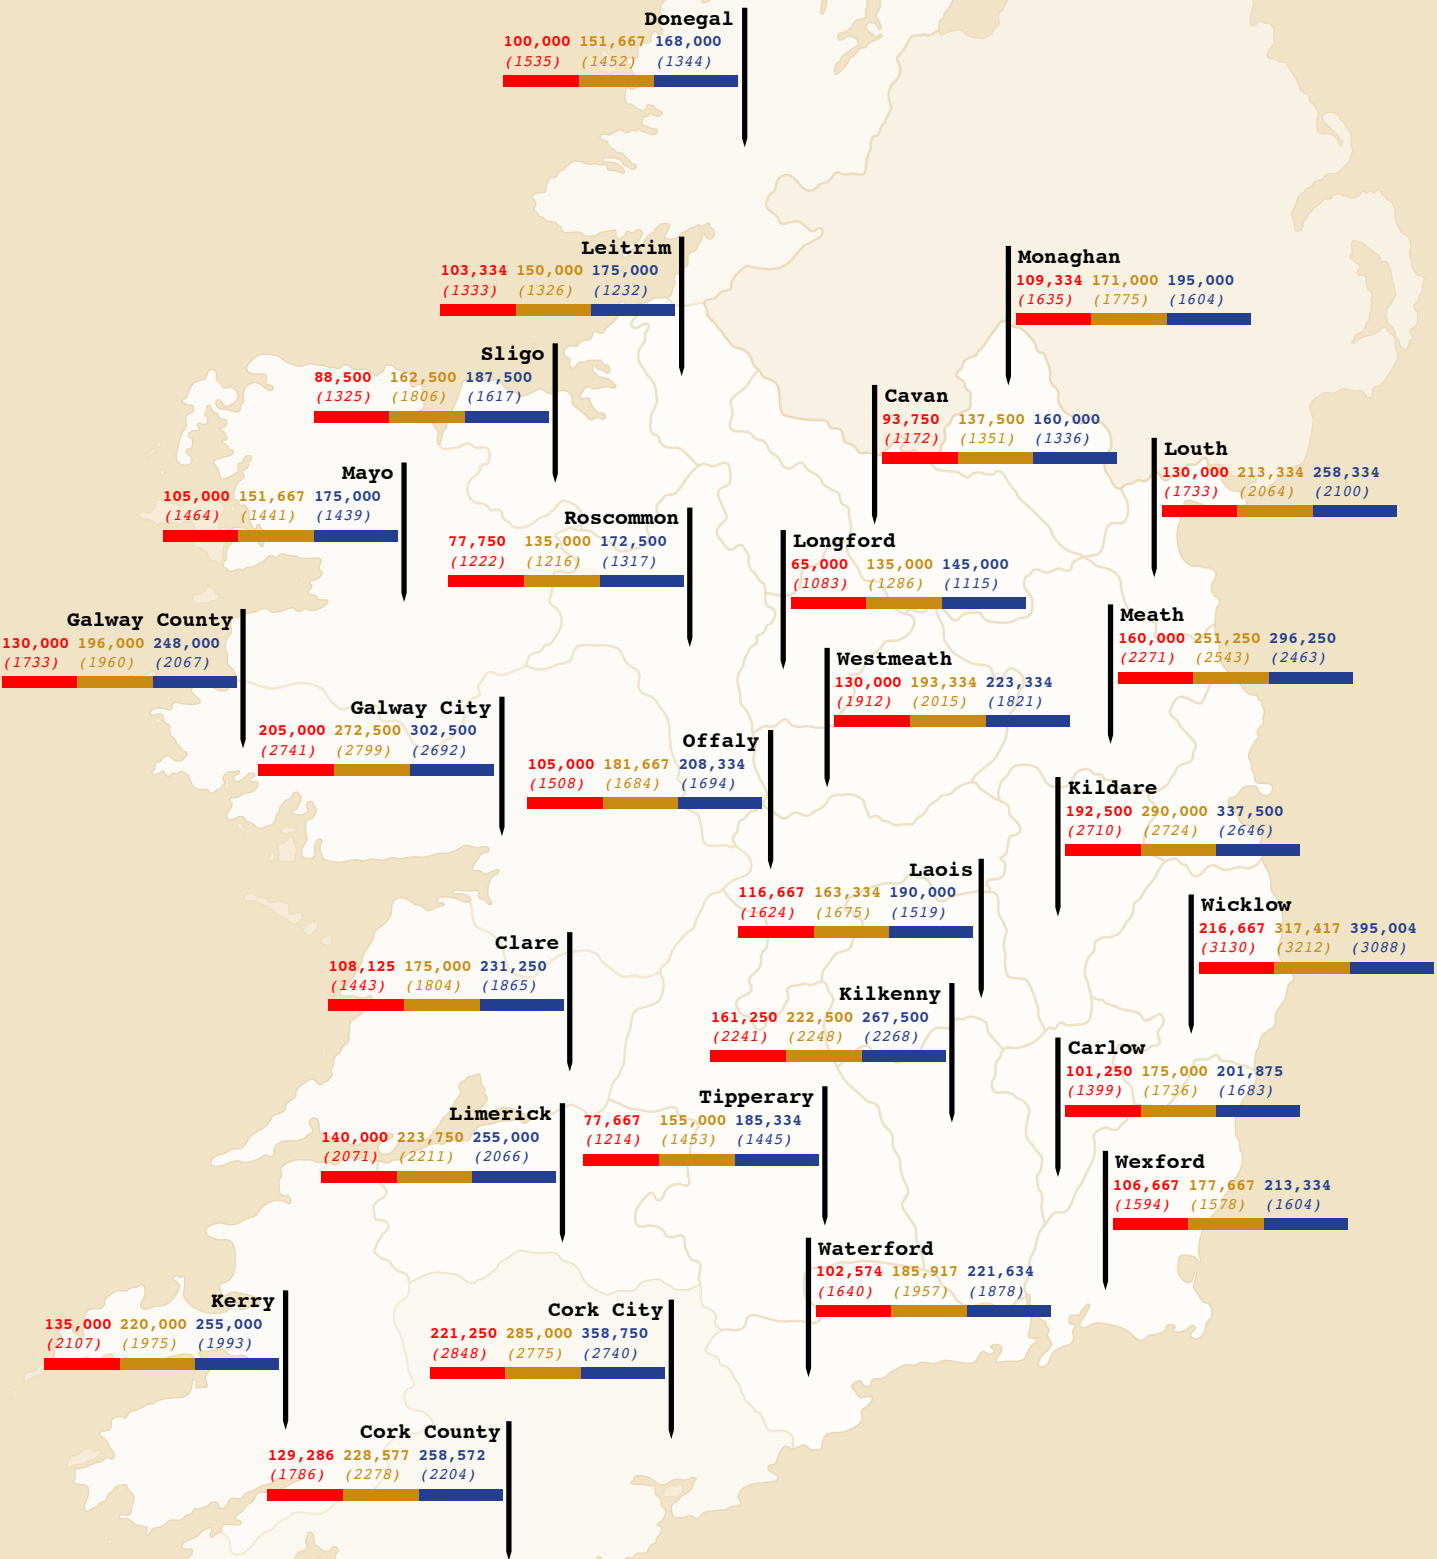 Donegal
100,000 151,667 168,000
(1535) (1452) (1344)
Leitrim
103,334 150,000 175,000
(1333) (1326) (1232)
Monaghan
109,334 171,000 195,000
(1635) (1775) (1604)
Sligo
88,500 162,500 187,500
(1325) (1806) (1617)
Cavan
93,750 137,500 160,000
(1172) (1351) (1336)
Louth
130,000 213,334 258,334
(1733) (2064) (2100)
Mayo
105,000 151,667 175,000
(1464) (1441) (1439)
Roscommon
77,750 135,000 172,500
(1222) (1216) (1317)
Longford
65,000 135,000 145,000
(1083) (1286) (1115)
Galway County
130,000 196,000 248,000
(1733) (1960) (2067)
Meath
160,000 251,250 296,250
(2271) (2543) (2463)
Westmeath
130,000 193,334 223,334
(1912) (2015) (1821)
Galway City
205,000 272,500 302,500
(2741) (2799) (2692)
Offaly
105,000 181,667 208,334
(1508) (1684) (1694)
Kildare
192,500 290,000 337,500
(2710) (2724) (2646)
Laois
116,667 163,334 190,000
(1624) (1675) (1519)
Wicklow
216,667 317,417 395,004
(3130) (3212) (3088)
Clare
108,125 175,000 231,250
(1443) (1804) (1865)
Kilkenny
161,250 222,500 267,500
(2241) (2248) (2268)
Carlow
101,250 175,000 201,875
(1399) (1736) (1683)
Tipperary
77,667 155,000 185,334
(1214) (1453) (1445)
Limerick
140,000 223,750 255,000
(2071) (2211) (2066)
Wexford
106,667 177,667 213,334
(1594) (1578) (1604)
Waterford
102,574 185,917 221,634
(1640) (1957) (1878)
Kerry
135,000 220,000 255,000
(2107) (1975) (1993)
Cork City
221,250 285,000 358,750
(2848) (2775) (2740)
Cork County
129,286 228,577 258,572
(1786) (2278) (2204)